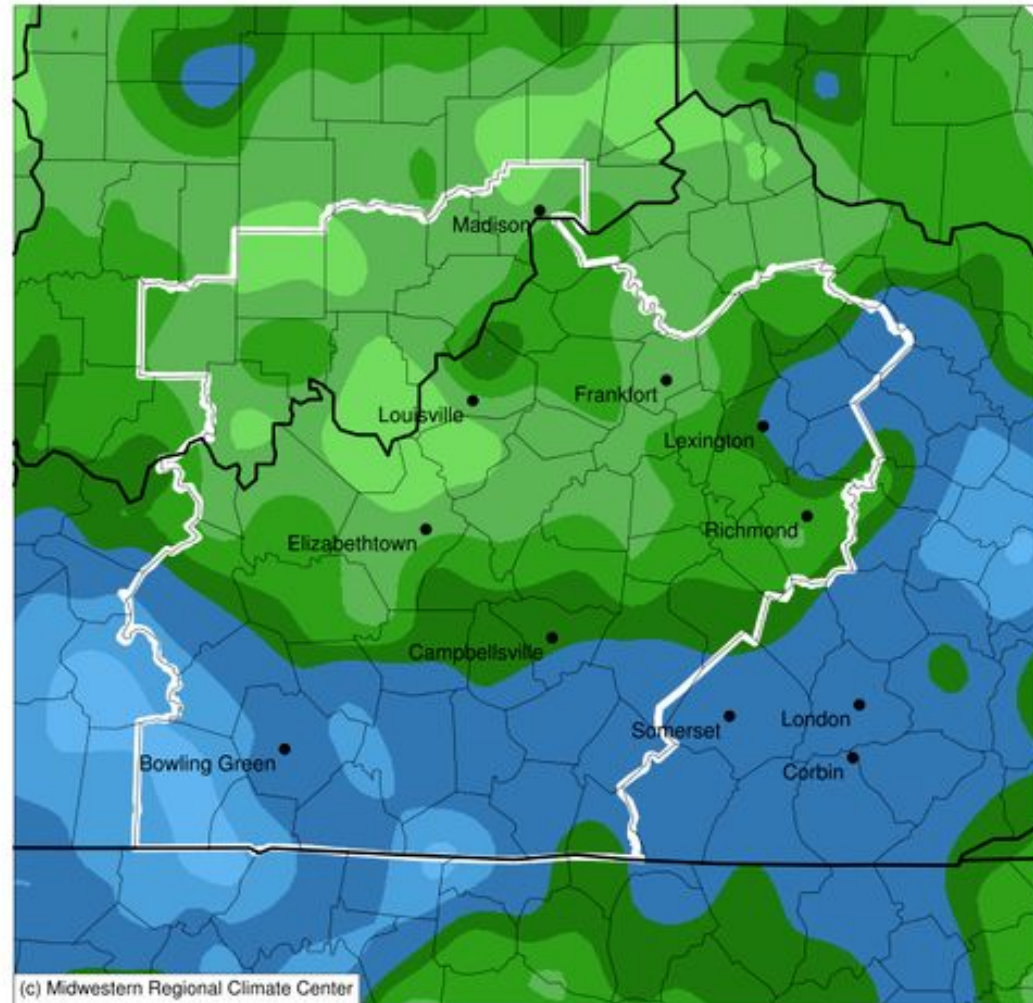 Madison
Frankfort
Louisville
Lexington
Richmond
Elizabethtown
Campbellsville
Somerset
London
Bowling Green
Corbin
(c) Midwestern Regional Climate Center